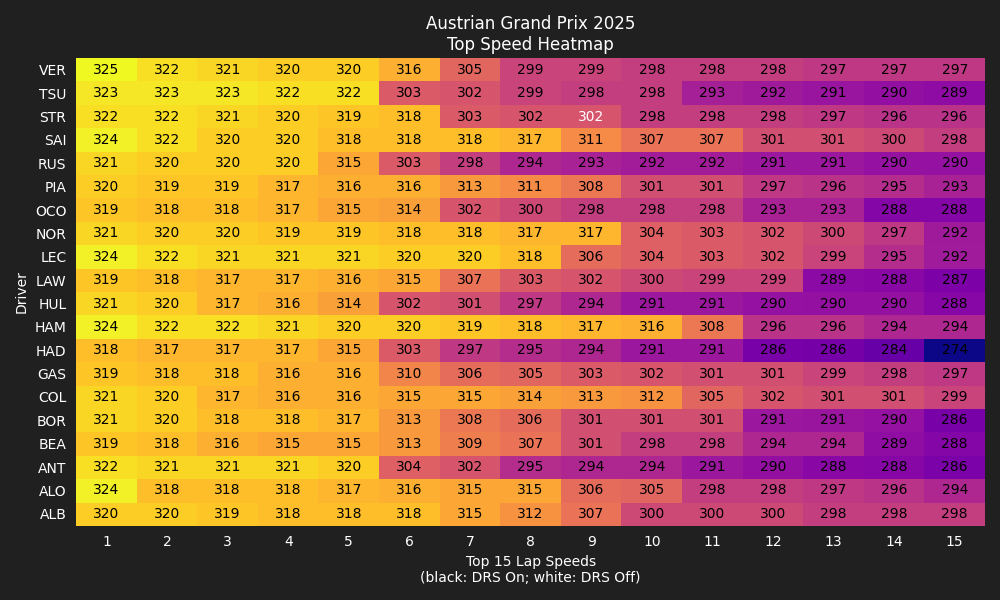 Austrian Grand Prix 2025
Top Speed Heatmap
Driver
VER 325 322 321 320 320 316 305 299 299 298 298 298 297 297 297
TSU 323 323 323 322 322 303 302 299 298 298 293 292 291 290 289
STR 322 322 321 320 319 318 303 302 302 298 298 298 297 296 296
SAI 324 322 320 320 318 318 318 317 311 307 307 301 301 300 298
RUS 321 320 320 320 315 303 298 294 293 292 292 291 291 290 290
PIA 320 319 319 317 316 316 313 311 308 301 301 297 296 295 293
OCO 319 318 318 317 315 314 302 300 298 298 298 293 293 288 288
NOR 321 320 320 319 319 318 318 317 317 304 303 302 300 297 292
LEC 324 322 321 321 321 320 320 318 306 304 303 302 299 295 292
LAW 319 318 317 317 316 315 307 303 302 300 299 299 289 288 287
HUL 321 320 317 316 314 302 301 297 294 291 291 290 290 290 288
HAM 324 322 322 321 320 320 319 318 317 316 308 296 296 294 294
HAD 318 317 317 317 315 303 297 295 294 291 291 286 286 284 274
GAS 319 318 318 316 316 310 306 305 303 302 301 301 299 298 297
COL 321 320 317 316 316 315 315 314 313 312 305 302 301 301 299
BOR 321 320 318 318 317 313 308 306 301 301 301 291 291 290 286
BEA 319 318 316 315 315 313 309 307 301 298 298 294 294 289 288
ANT 322 321 321 321 320 304 302 295 294 294 291 290 288 288 286
ALO 324 318 318 318 317 316 315 315 306 305 298 298 297 296 294
ALB 320 320 319 318 318 318 315 312 307 300 300 300 298 298 298
1 2 3 4 5 6 7 8 9 10 11 12 13 14 15
Top 15 Lap Speeds
(black: DRS On; white: DRS Off)